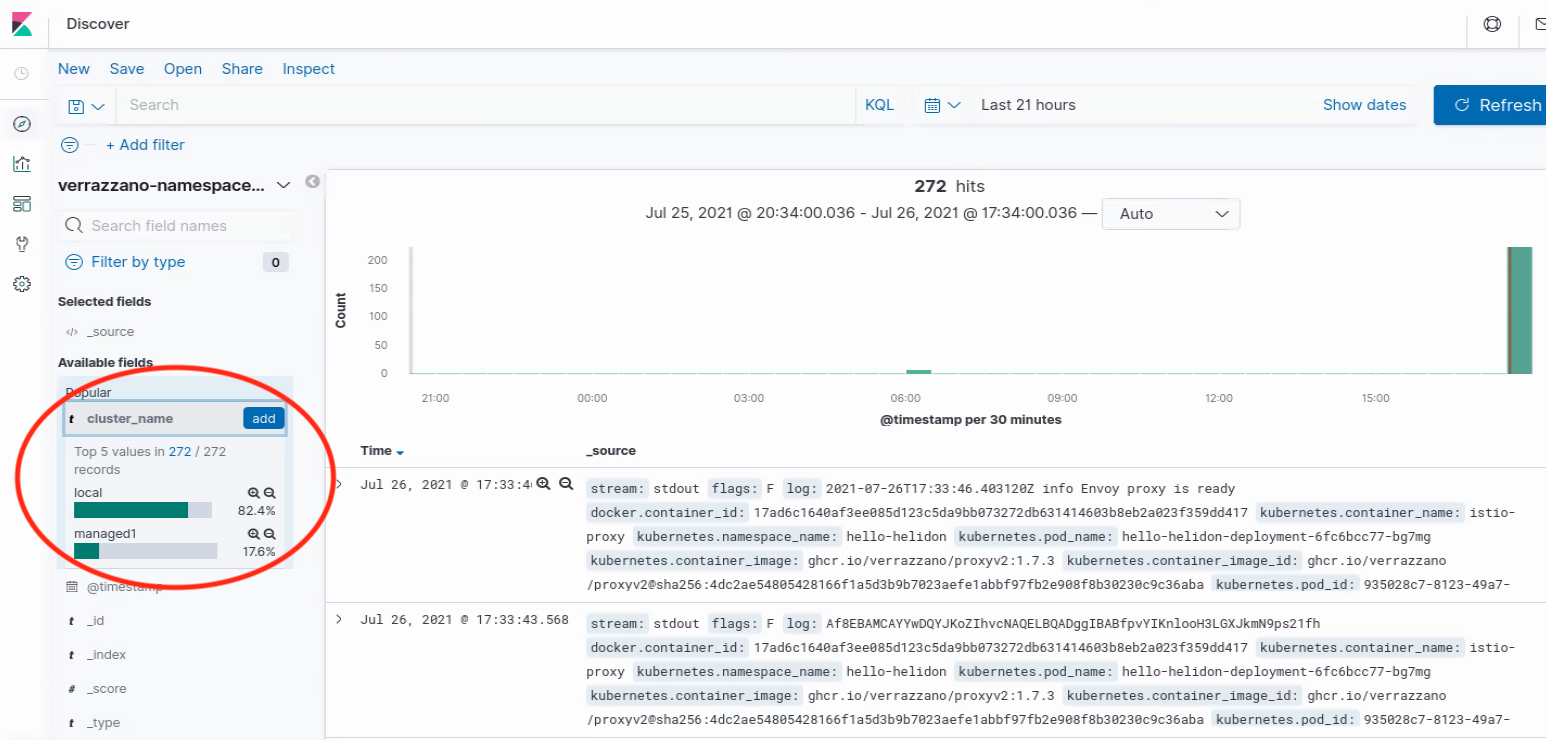 Discover
New Save Open Share Inspect
Search KQL Last 21 hours Show dates Refresh
+ Add filter
verrazzano-namespace...
Search field names
Filter by type 0
Selected fields
</> _source
Available fields
Popular
t cluster_name add
Top 5 values in 272 / 272
records
local
82.4%
managed1
17.6%
@timestamp
t _id
t _index
# _score
t _type
272 hits
Jul 25, 2021 @ 20:34:00.036 - Jul 26, 2021 @ 17:34:00.036 — Auto
Count
200
150
100
50
0
21:00 00:00 03:00 06:00 09:00 12:00 15:00
@timestamp per 30 minutes
Time _source
Jul 26, 2021 @ 17:33:4
stream: stdout flags: F log: 2021-07-26T17:33:46.403120Z info Envoy proxy is ready
docker.container_id: 17ad6c1640af3ee085d123c5da9bb073272db631414603b8eb2a023f359dd417 kubernetes.container_name: istio-
proxy kubernetes.namespace_name: hello-helidon kubernetes.pod_name: hello-helidon-deployment-6fc6bcc77-bg7mg
kubernetes.container_image: ghcr.io/verrazzano/proxyv2:1.7.3 kubernetes.container_image_id: ghcr.io/verrazzano
/proxyv2@sha256:4dc2ae54805428166f1a5d3b9b7023aefe1abbf97fb2e908f8b30230c9c36aba kubernetes.pod_id: 935028c7-8123-49a7-
Jul 26, 2021 @ 17:33:43.568
stream: stdout flags: F log: Af8EBAMCAYYwDQYJKoZIhvcNAQELBQADggIBABfpvYIKnlooH3LGXJkmN9ps21fh
docker.container_id: 17ad6c1640af3ee085d123c5da9bb073272db631414603b8eb2a023f359dd417 kubernetes.container_name: istio-
proxy kubernetes.namespace_name: hello-helidon kubernetes.pod_name: hello-helidon-deployment-6fc6bcc77-bg7mg
kubernetes.container_image: ghcr.io/verrazzano/proxyv2:1.7.3 kubernetes.container_image_id: ghcr.io/verrazzano
/proxyv2@sha256:4dc2ae54805428166f1a5d3b9b7023aefe1abbf97fb2e908f8b30230c9c36aba kubernetes.pod_id: 935028c7-8123-49a7-